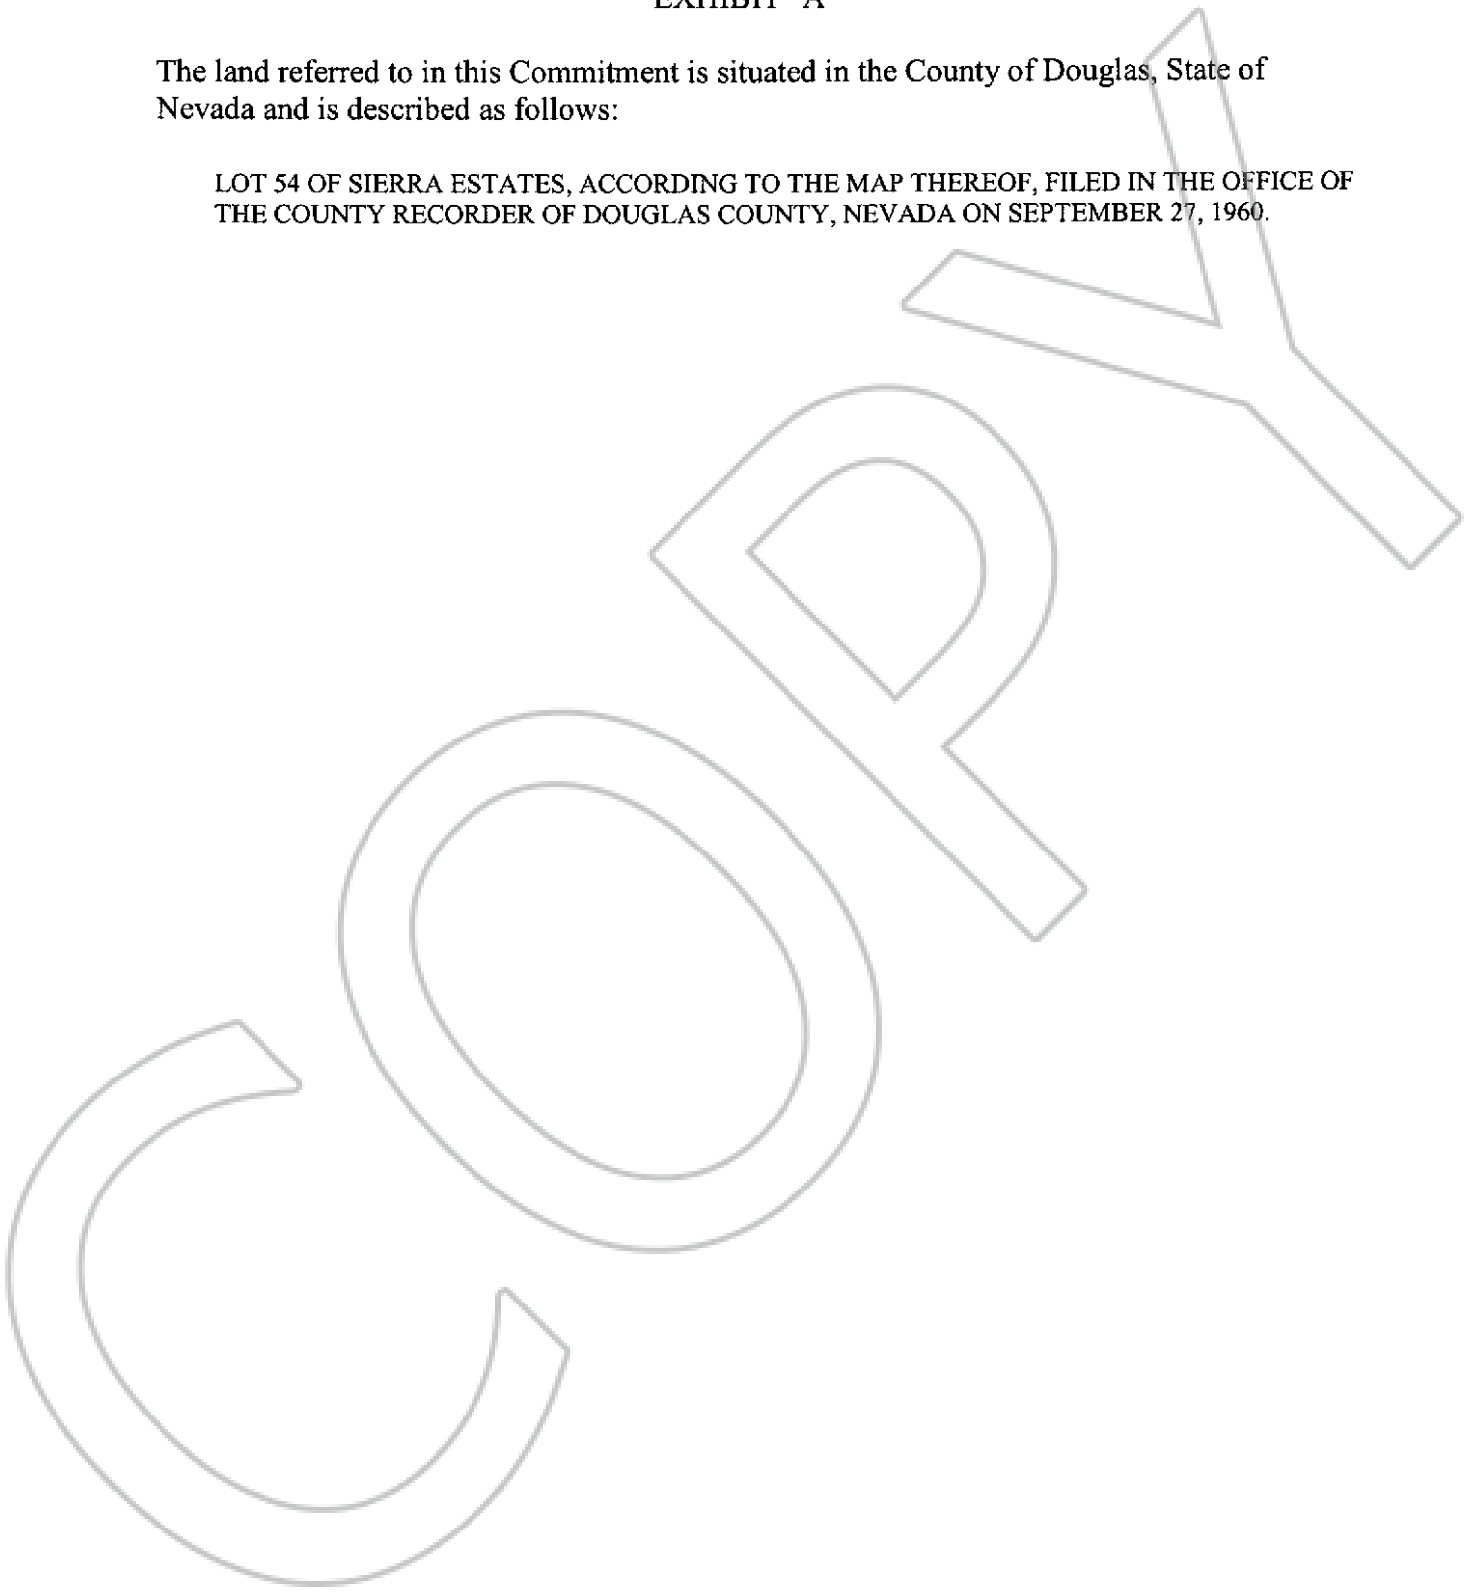 EXHIBIT "A"
The land referred to in this Commitment is situated in the County of Douglas, State of
Nevada and is described as follows:
LOT 54 OF SIERRA ESTATES, ACCORDING TO THE MAP THEREOF, FILED IN THE OFFICE OF
THE COUNTY RECORDER OF DOUGLAS COUNTY, NEVADA ON SEPTEMBER 27, 1960.
COPY